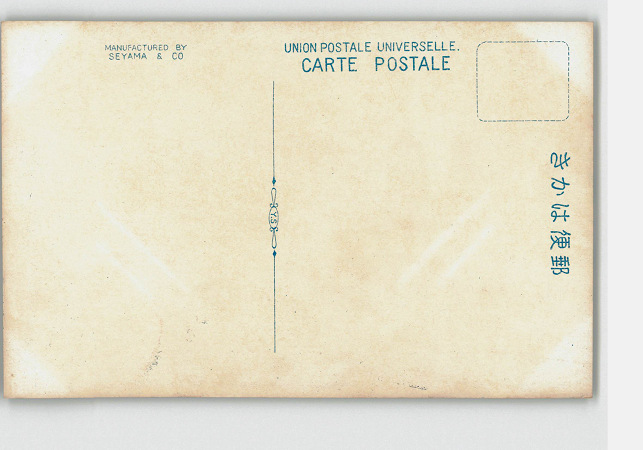 MANUFACTURED BY
SEYAMA & CO
UNION POSTALE UNIVERSELLE.
CARTE POSTALE
Y.S
きかは便郵